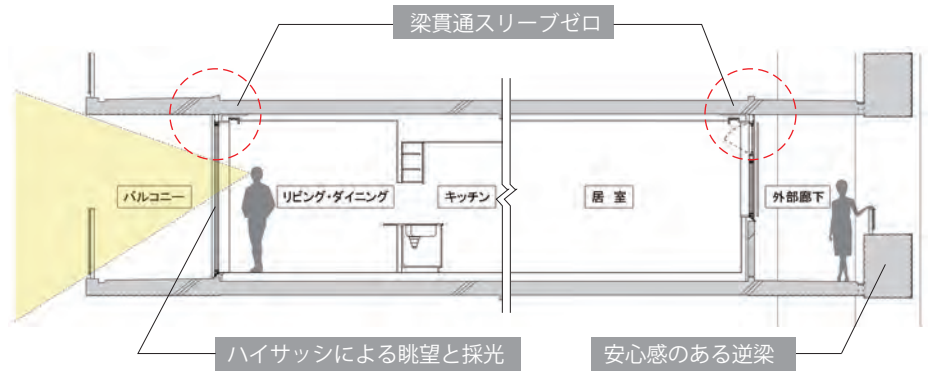 梁貫通スリーブゼロ
バルコニー
リビング・ダイニング
キッチン
居 室
外部廊下
ハイサッシによる眺望と採光
安心感のある逆梁